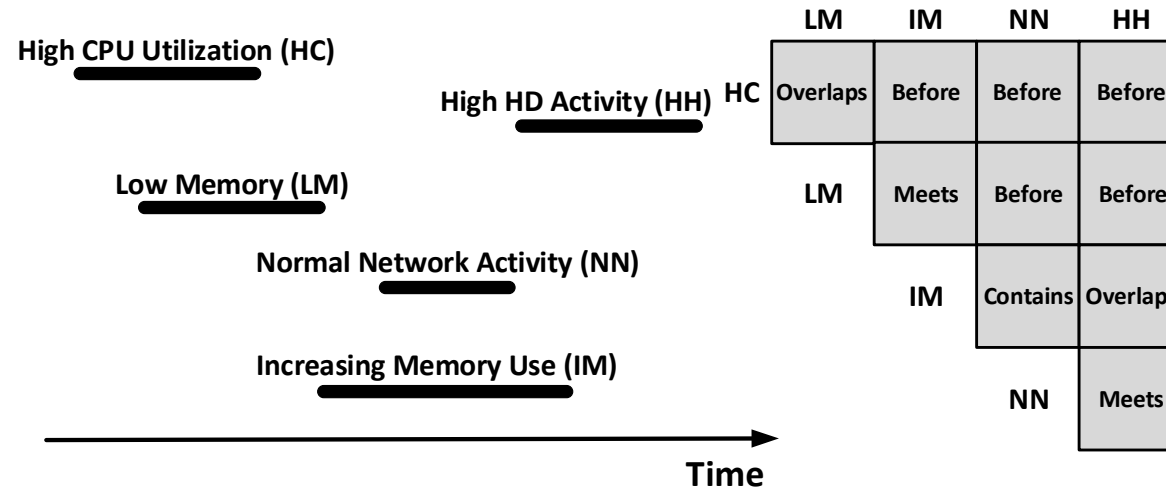 LM IM NN HH
High CPU Utilization (HC)
High HD Activity (HH)
HC Overlaps Before Before Before
Low Memory (LM)
LM Meets Before Before
Normal Network Activity (NN)
IM Contains Overlap
Increasing Memory Use (IM)
NN Meets
Time